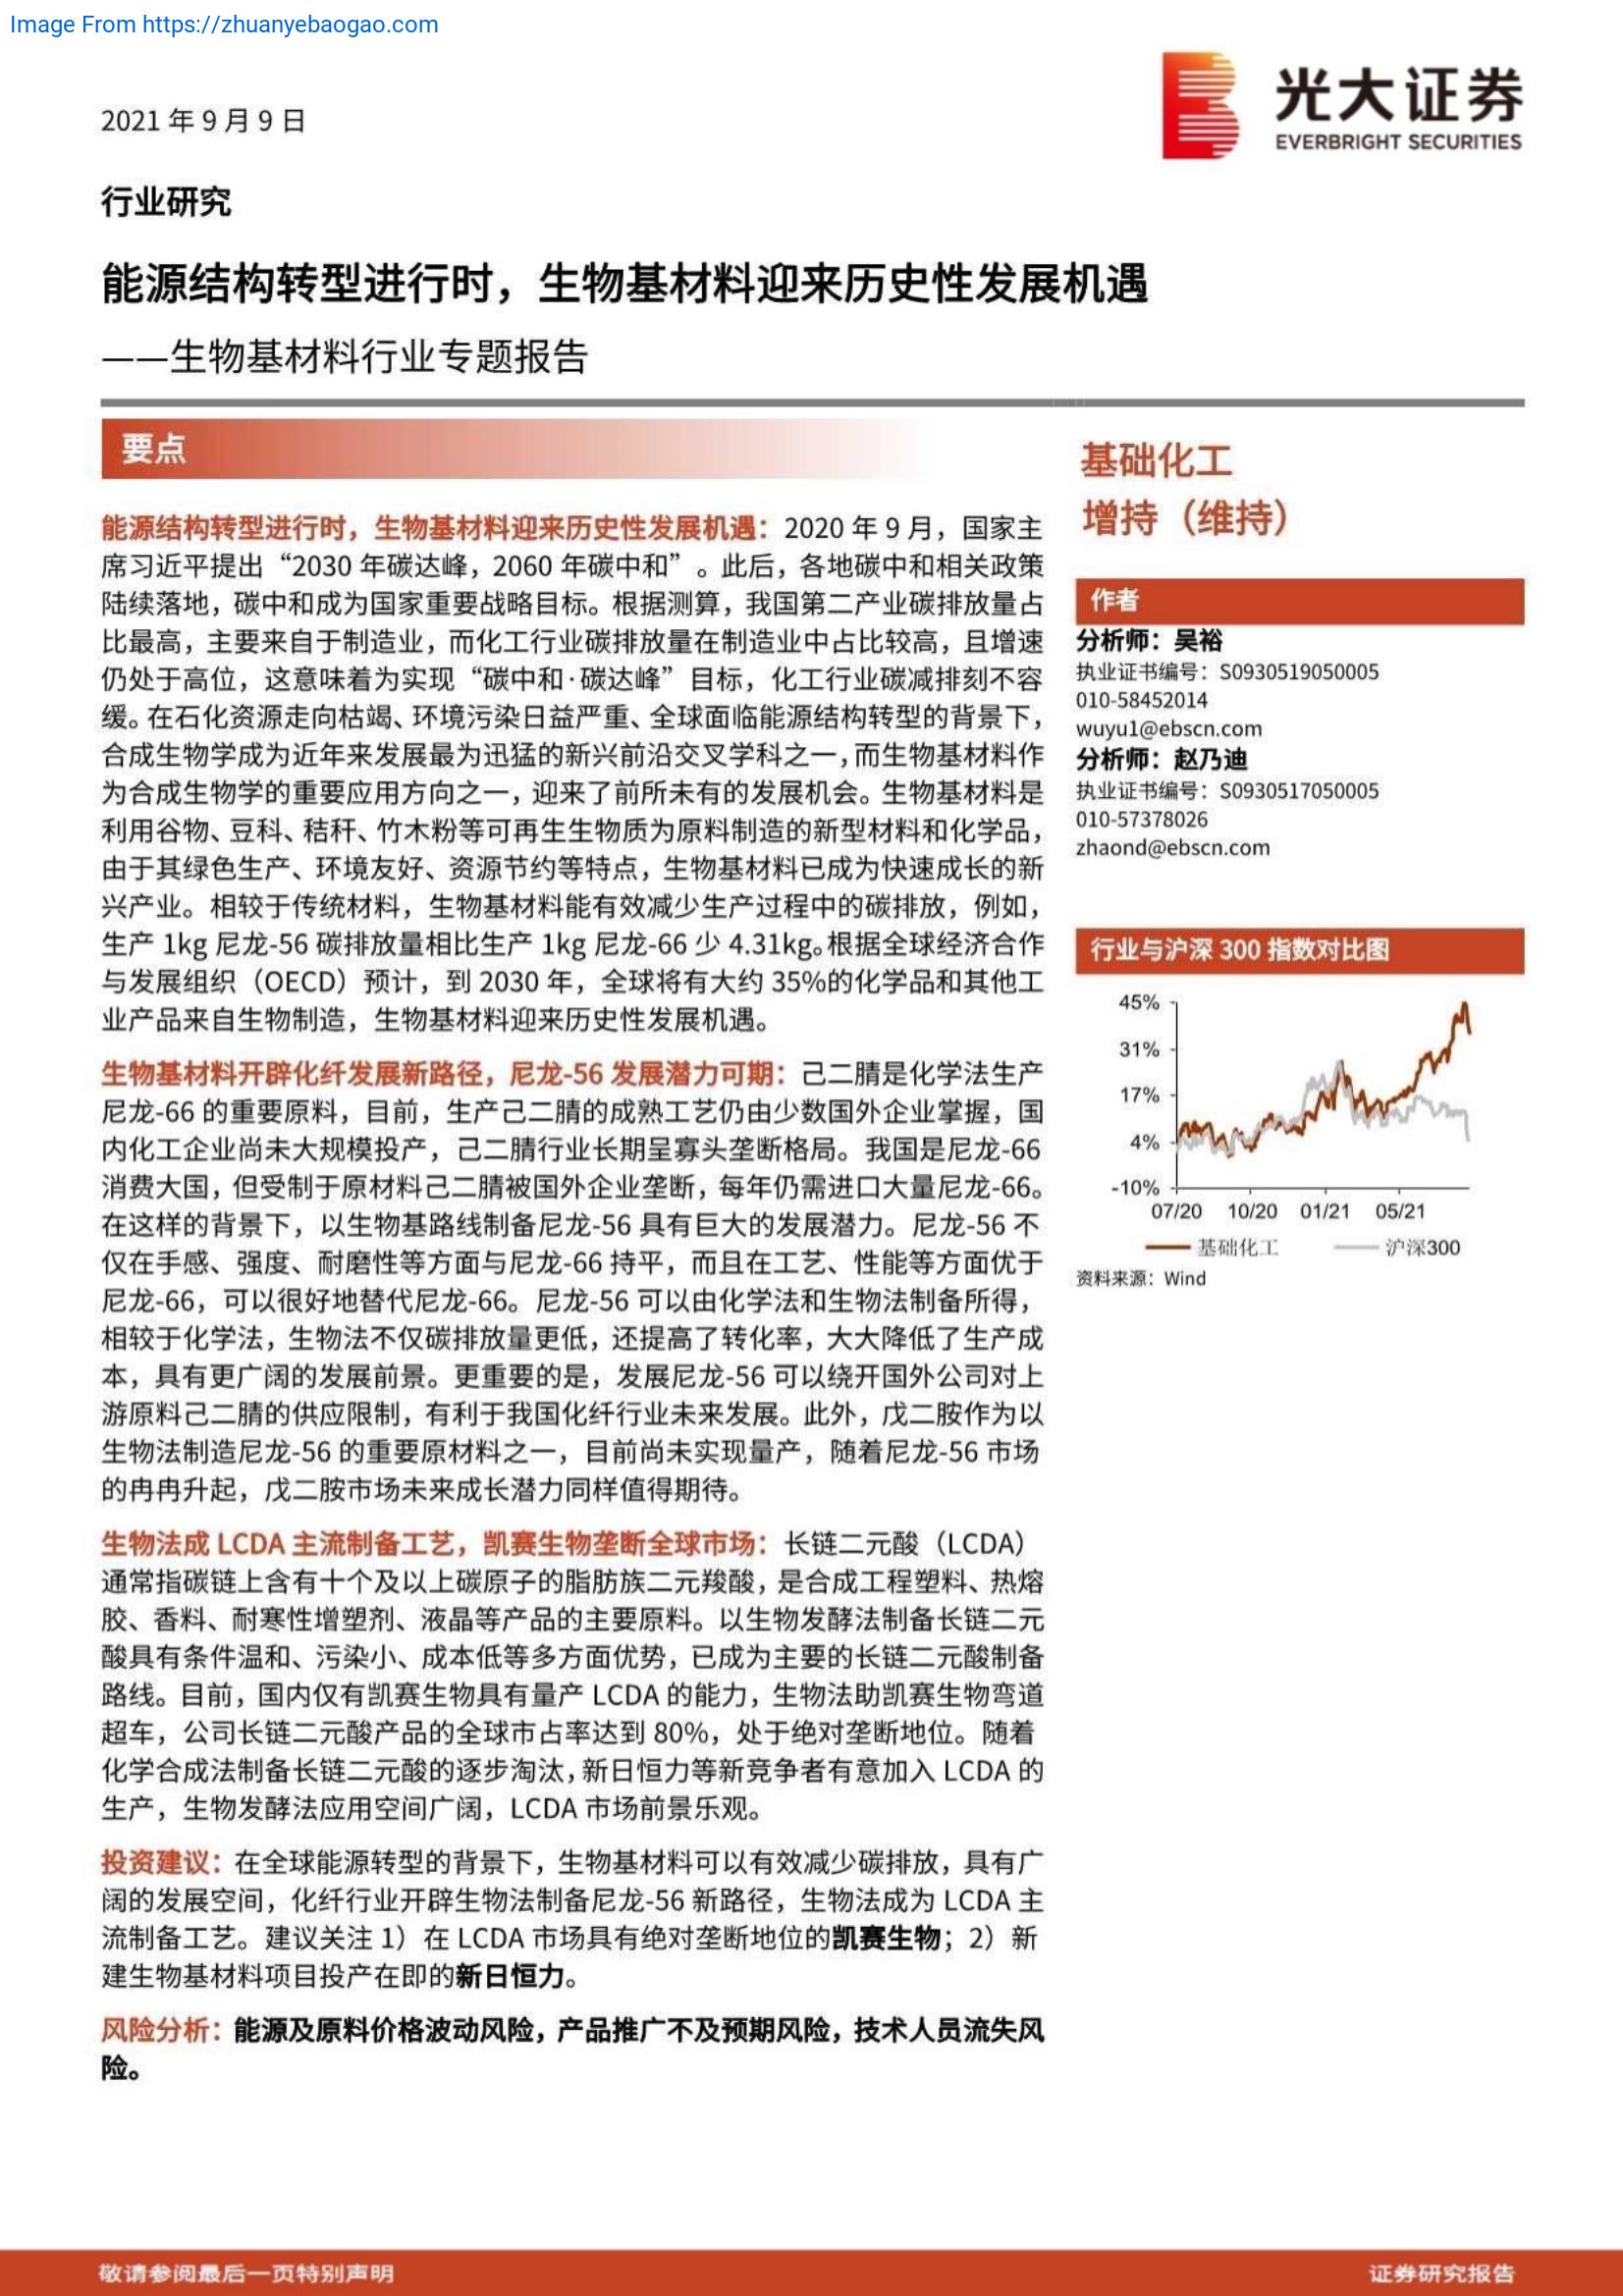 Image From https://zhuanyebaogao.com
光大证券
EVERBRIGHT SECURITIES
2021 年 9 月 9 日
行业研究
能源结构转型进行时，生物基材料迎来历史性发展机遇
——生物基材料行业专题报告
要点
能源结构转型进行时，生物基材料迎来历史性发展机遇：2020 年 9 月，国家主
席习近平提出“2030 年碳达峰，2060 年碳中和”。此后，各地碳中和相关政策
陆续落地，碳中和成为国家重要战略目标。根据测算，我国第二产业碳排放量占
比最高，主要来自于制造业，而化工行业碳排放量在制造业中占比较高，且增速
仍处于高位，这意味着为实现“碳中和·碳达峰”目标，化工行业碳减排刻不容
缓。在石化资源走向枯竭、环境污染日益严重、全球面临能源结构转型的背景下，
合成生物学成为近年来发展最为迅猛的新兴前沿交叉学科之一，而生物基材料作
为合成生物学的重要应用方向之一，迎来了前所未有的发展机会。生物基材料是
利用谷物、豆科、秸秆、竹木粉等可再生生物质为原料制造的新型材料和化学品，
由于其绿色生产、环境友好、资源节约等特点，生物基材料已成为快速成长的新
兴产业。相较于传统材料，生物基材料能有效减少生产过程中的碳排放，例如，
生产 1kg 尼龙-56 碳排放量相比生产 1kg 尼龙-66 少 4.31kg。根据全球经济合作
与发展组织（OECD）预计，到 2030 年，全球将有大约 35%的化学品和其他工
业产品来自生物制造，生物基材料迎来历史性发展机遇。
生物基材料开辟化纤发展新路径，尼龙-56 发展潜力可期：己二腈是化学法生产
尼龙-66 的重要原料，目前，生产己二腈的成熟工艺仍由少数国外企业掌握，国
内化工企业尚未大规模投产，己二腈行业长期呈寡头垄断格局。我国是尼龙-66
消费大国，但受制于原材料己二腈被国外企业垄断，每年仍需进口大量尼龙-66。
在这样的背景下，以生物基路线制备尼龙-56 具有巨大的发展潜力。尼龙-56 不
仅在手感、强度、耐磨性等方面与尼龙-66 持平，而且在工艺、性能等方面优于
尼龙-66，可以很好地替代尼龙-66。尼龙-56 可以由化学法和生物法制备所得，
相较于化学法，生物法不仅碳排放量更低，还提高了转化率，大大降低了生产成
本，具有更广阔的发展前景。更重要的是，发展尼龙-56 可以绕开国外公司对上
游原料己二腈的供应限制，有利于我国化纤行业未来发展。此外，戊二胺作为以
生物法制造尼龙-56 的重要原材料之一，目前尚未实现量产，随着尼龙-56 市场
的冉冉升起，戊二胺市场未来成长潜力同样值得期待。
生物法成 LCDA 主流制备工艺，凯赛生物垄断全球市场：长链二元酸（LCDA）
通常指碳链上含有十个及以上碳原子的脂肪族二元羧酸，是合成工程塑料、热熔
胶、香料、耐寒性增塑剂、液晶等产品的主要原料。以生物发酵法制备长链二元
酸具有条件温和、污染小、成本低等多方面优势，已成为主要的长链二元酸制备
路线。目前，国内仅有凯赛生物具有量产 LCDA 的能力，生物法助凯赛生物弯道
超车，公司长链二元酸产品的全球市占率达到 80%，处于绝对垄断地位。随着
化学合成法制备长链二元酸的逐步淘汰，新日恒力等新竞争者有意加入 LCDA 的
生产，生物发酵法应用空间广阔，LCDA 市场前景乐观。
投资建议：在全球能源转型的背景下，生物基材料可以有效减少碳排放，具有广
阔的发展空间，化纤行业开辟生物法制备尼龙-56 新路径，生物法成为 LCDA 主
流制备工艺。建议关注 1）在 LCDA 市场具有绝对垄断地位的凯赛生物；2）新
建生物基材料项目投产在即的新日恒力。
风险分析：能源及原料价格波动风险，产品推广不及预期风险，技术人员流失风
险。
基础化工
增持（维持）
作者
分析师：吴裕
执业证书编号：S0930519050005
010-58452014
wuyu1@ebscn.com
分析师：赵乃迪
执业证书编号：S0930517050005
010-57378026
zhaond@ebscn.com
行业与沪深 300 指数对比图
45%
31%
17%
4%
-10%
07/20 10/20 01/21 05/21
基础化工 沪深300
资料来源：Wind
敬请参阅最后一页特别声明
证券研究报告